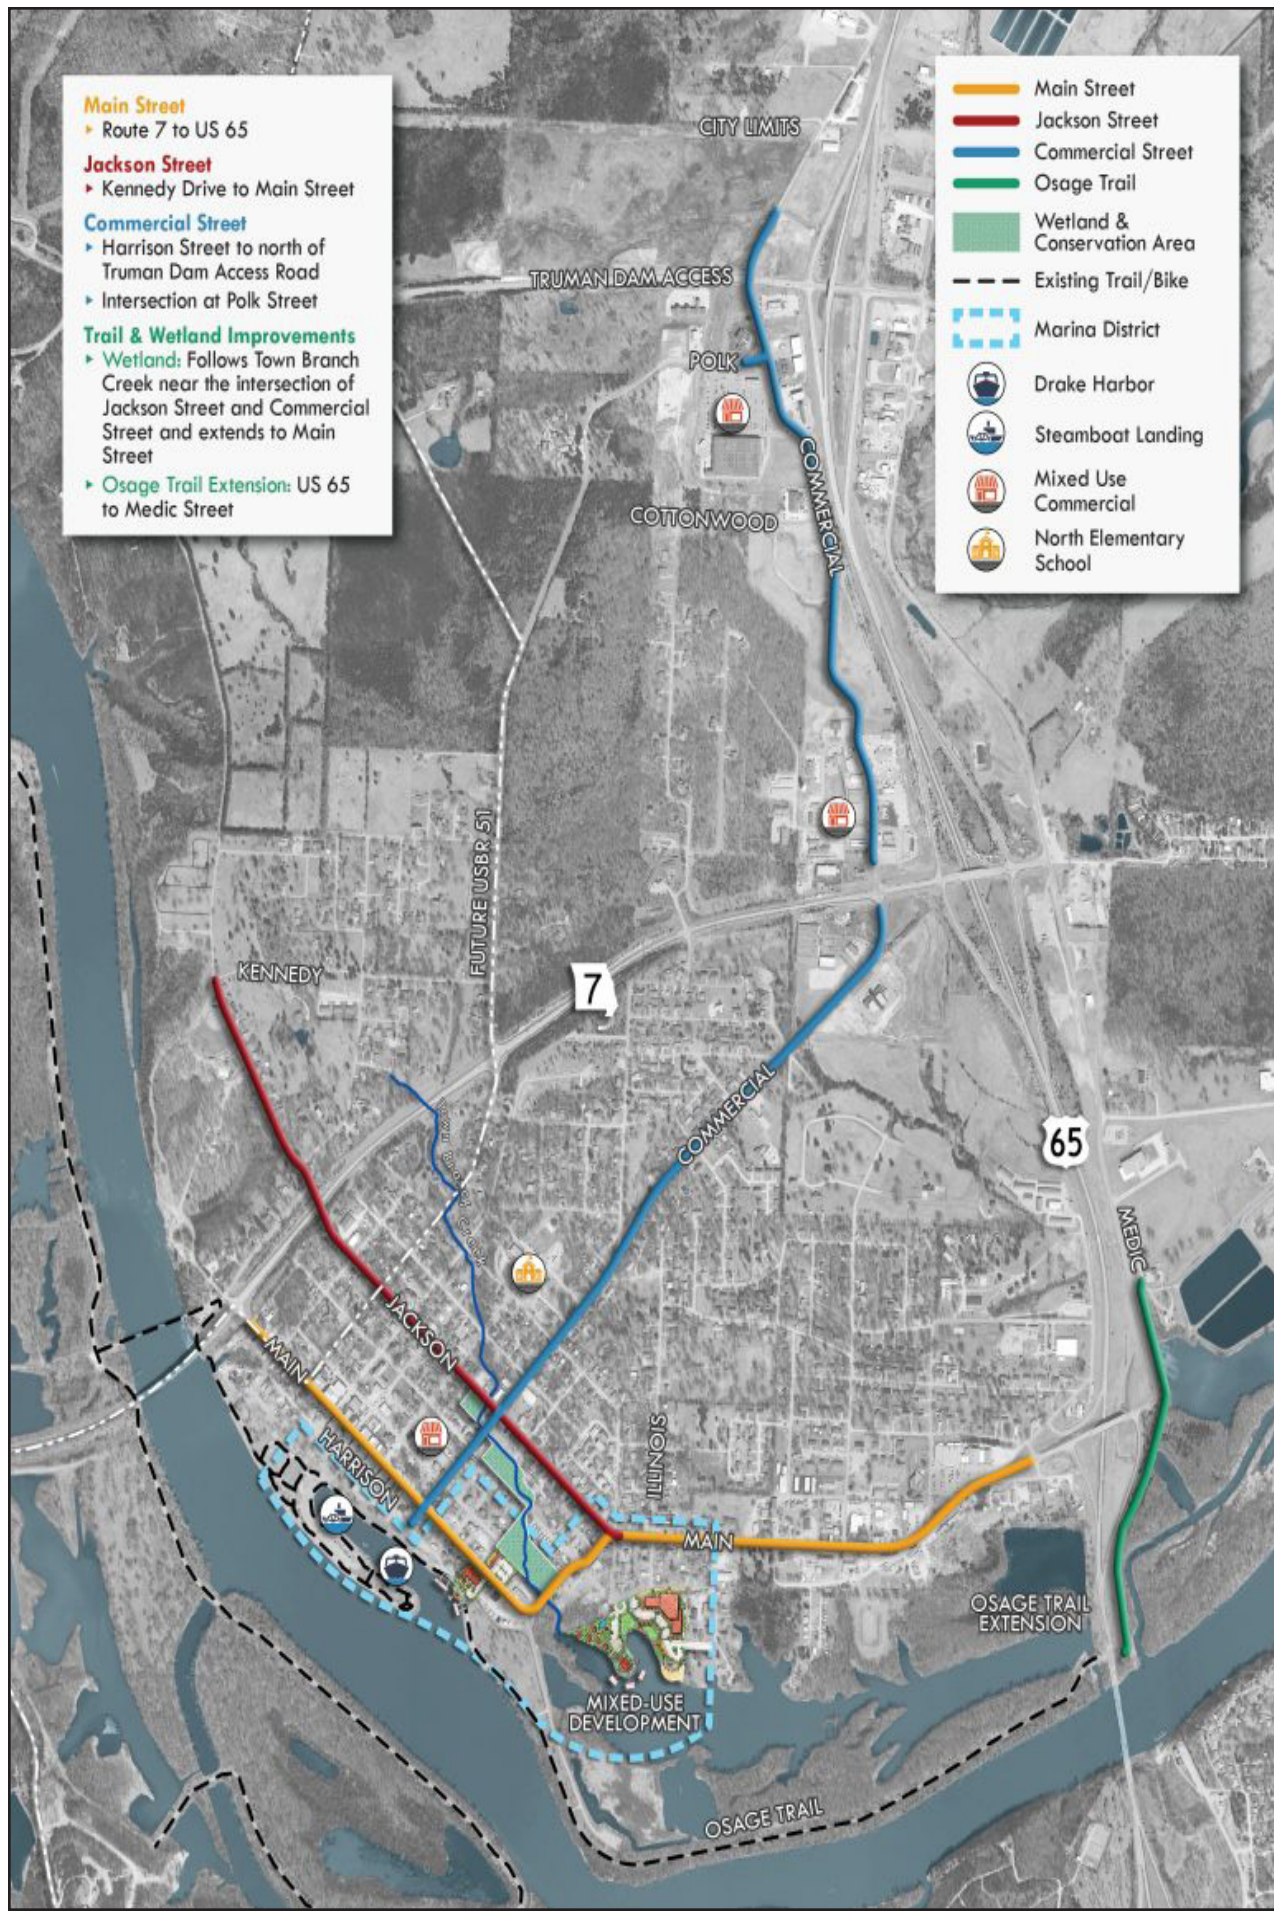 Main Street
Route 7 to US 65
Jackson Street
Kennedy Drive to Main Street
Commercial Street
Harrison Street to north of
Truman Dam Access Road
Intersection at Polk Street
Trail & Wetland Improvements
Wetland: Follows Town Branch
Creek near the intersection of
Jackson Street and Commercial
Street and extends to Main
Street
Osage Trail Extension: US 65
to Medic Street
Main Street
Jackson Street
Commercial Street
Osage Trail
Wetland &
Conservation Area
Existing Trail/Bike
Marina District
Drake Harbor
Steamboat Landing
Mixed Use
Commercial
North Elementary
School
CITY LIMITS
TRUMAN DAM ACCESS
POLK
COMMERCIAL
COTTONWOOD
FUTURE USBR 51
KENNEDY
7
COMMERCIAL
65
Town Branch Creek
MEDIC
JACKSON
MAIN
HARRISON
ILLINOIS
MAIN
OSAGE TRAIL
EXTENSION
MIXED-USE
DEVELOPMENT
OSAGE TRAIL